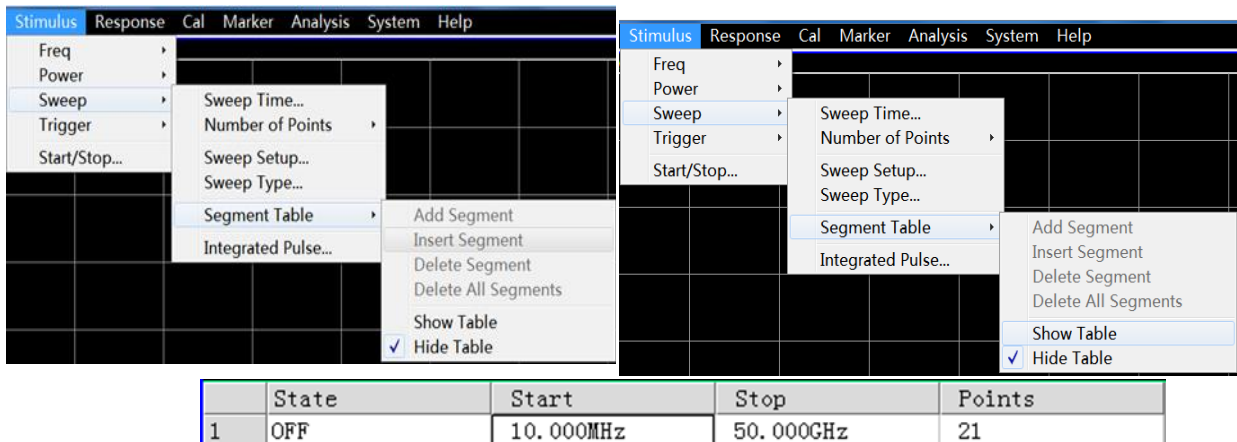 Stimulus Response Cal Marker Analysis System Help
Freq
Power
Sweep
Trigger
Start/Stop...
Sweep Time...
Number of Points
Sweep Setup...
Sweep Type...
Segment Table
Integrated Pulse...
Add Segment
Insert Segment
Delete Segment
Delete All Segments
Show Table
Hide Table
Stimulus Response Cal Marker Analysis System Help
Freq
Power
Sweep
Trigger
Start/Stop...
Sweep Time...
Number of Points
Sweep Setup...
Sweep Type...
Segment Table
Integrated Pulse...
Add Segment
Insert Segment
Delete Segment
Delete All Segments
Show Table
Hide Table
State Start Stop Points
1 OFF 10.000MHz 50.000GHz 21